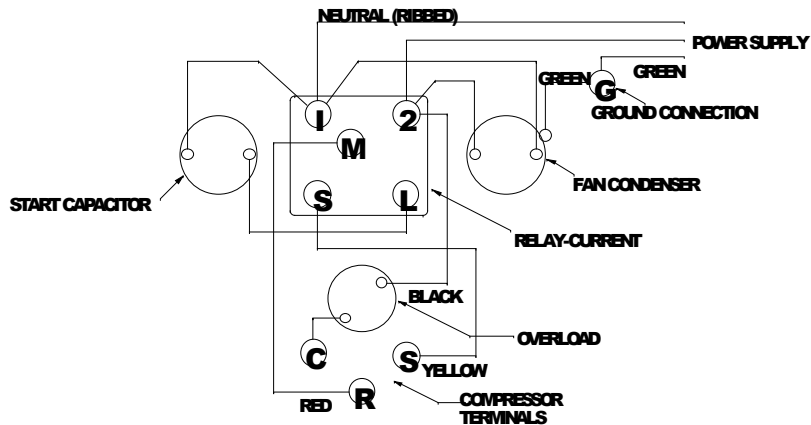 NEUTRAL (RIBBED)
POWER SUPPLY
GREEN
GREEN
G
GROUND CONNECTION
I
2
M
FAN CONDENSER
START CAPACITOR
S
L
RELAY-CURRENT
BLACK
OVERLOAD
C
S
YELLOW
RED
R
COMPRESSOR
TERMINALS